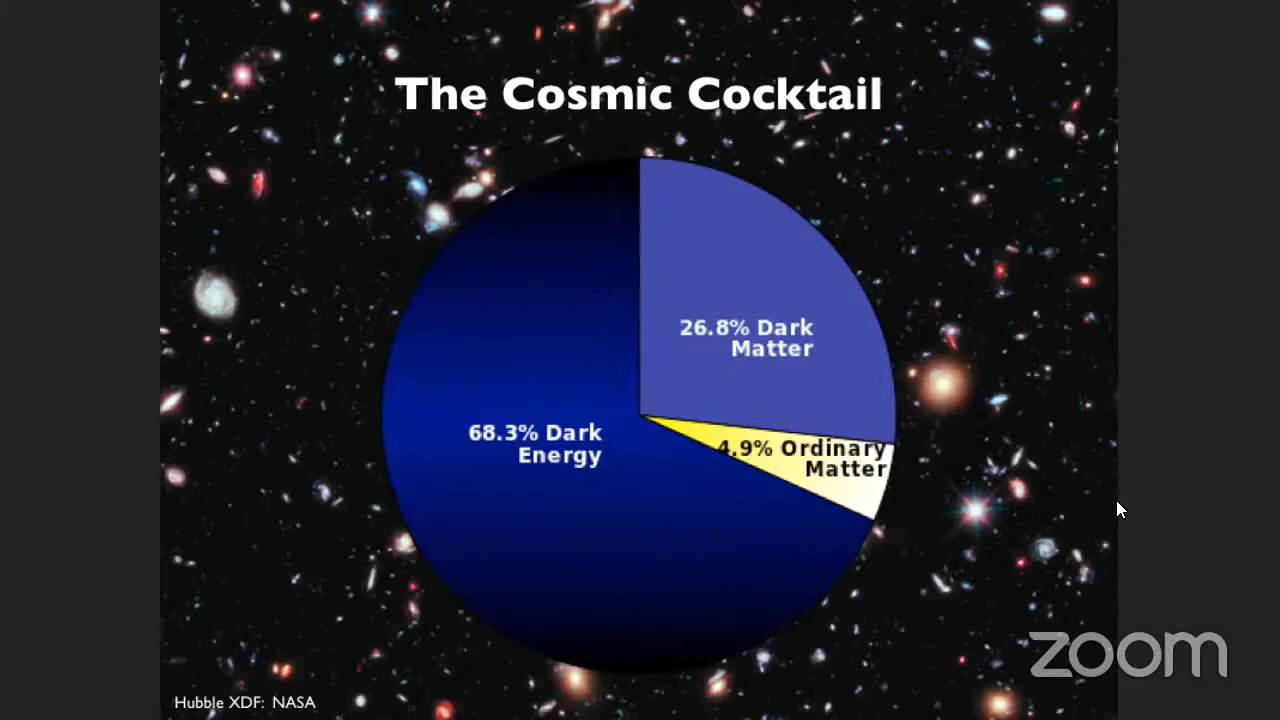 The Cosmic Cocktail
26.8% Dark
Matter
68.3% Dark
Energy
4.9% Ordinary
Matter
Hubble XDF: NASA
zoom